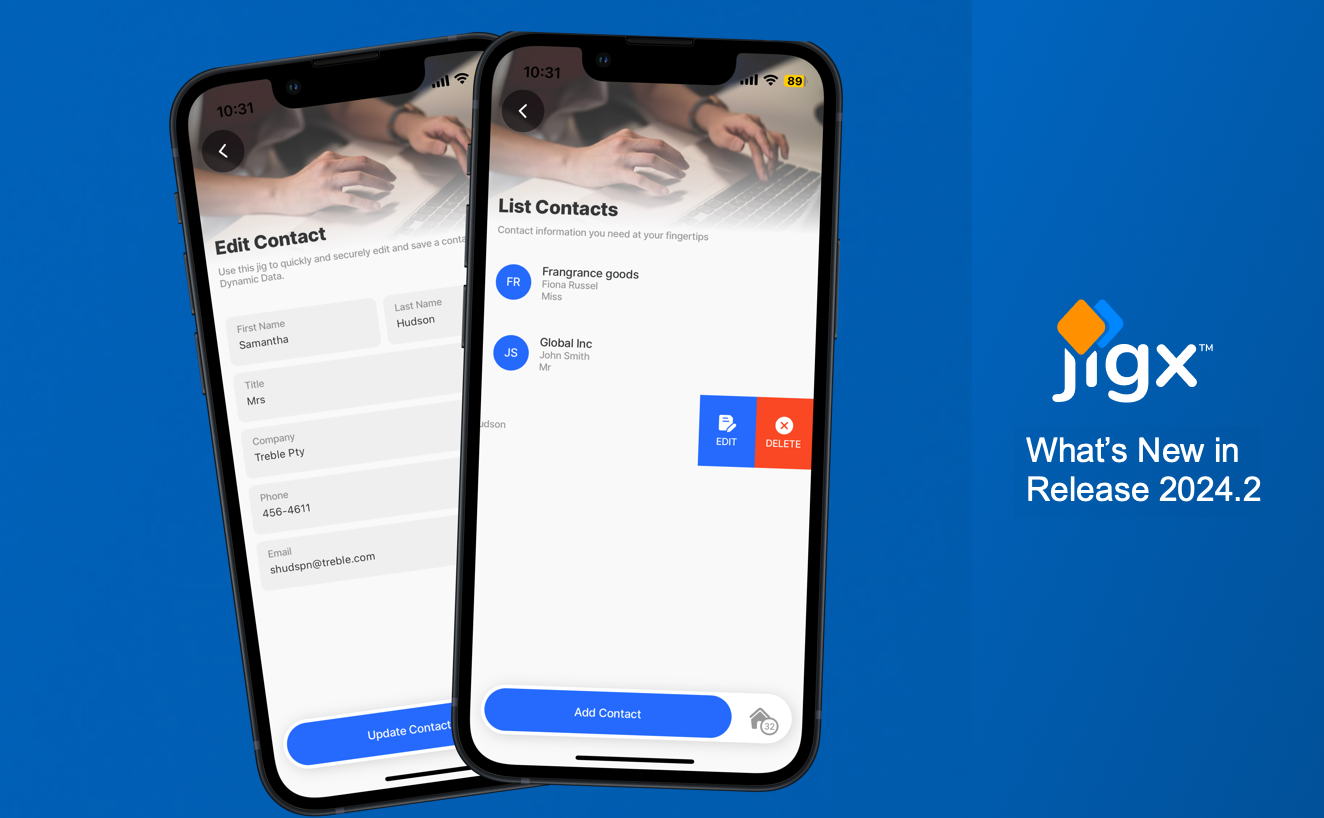 10:31
Edit Contact
Use this jig to quickly and securely edit and save a conta
Dynamic Data.
First Name
Samantha
Last Name
Hudson
Title
Mrs
Company
Treble Pty
Phone
456-4611
Email
shudspn@treble.com
Update Contact
10:31
89
List Contacts
Contact information you need at your fingertips
FR
Frangrance goods
Fiona Russel
Miss
JS
Global Inc
John Smith
Mr
udson
EDIT
DELETE
Add Contact
32
jigx™
What's New in
Release 2024.2